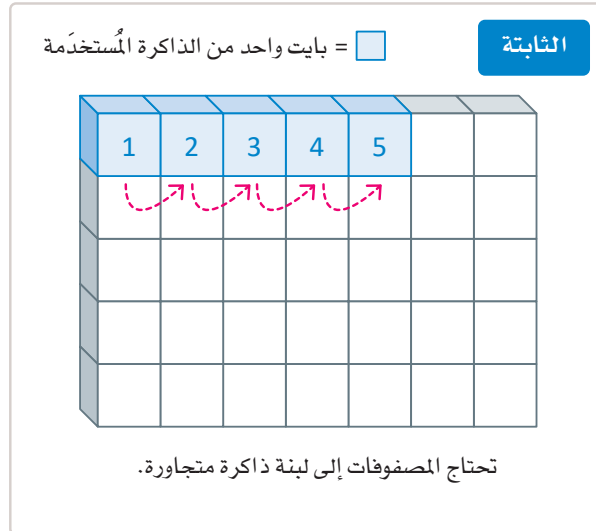 الثابتة
= بايت واحد من الذاكرة المُستخدَمة
1 2 3 4 5
تحتاج المصفوفات إلى لبنة ذاكرة متجاورة.